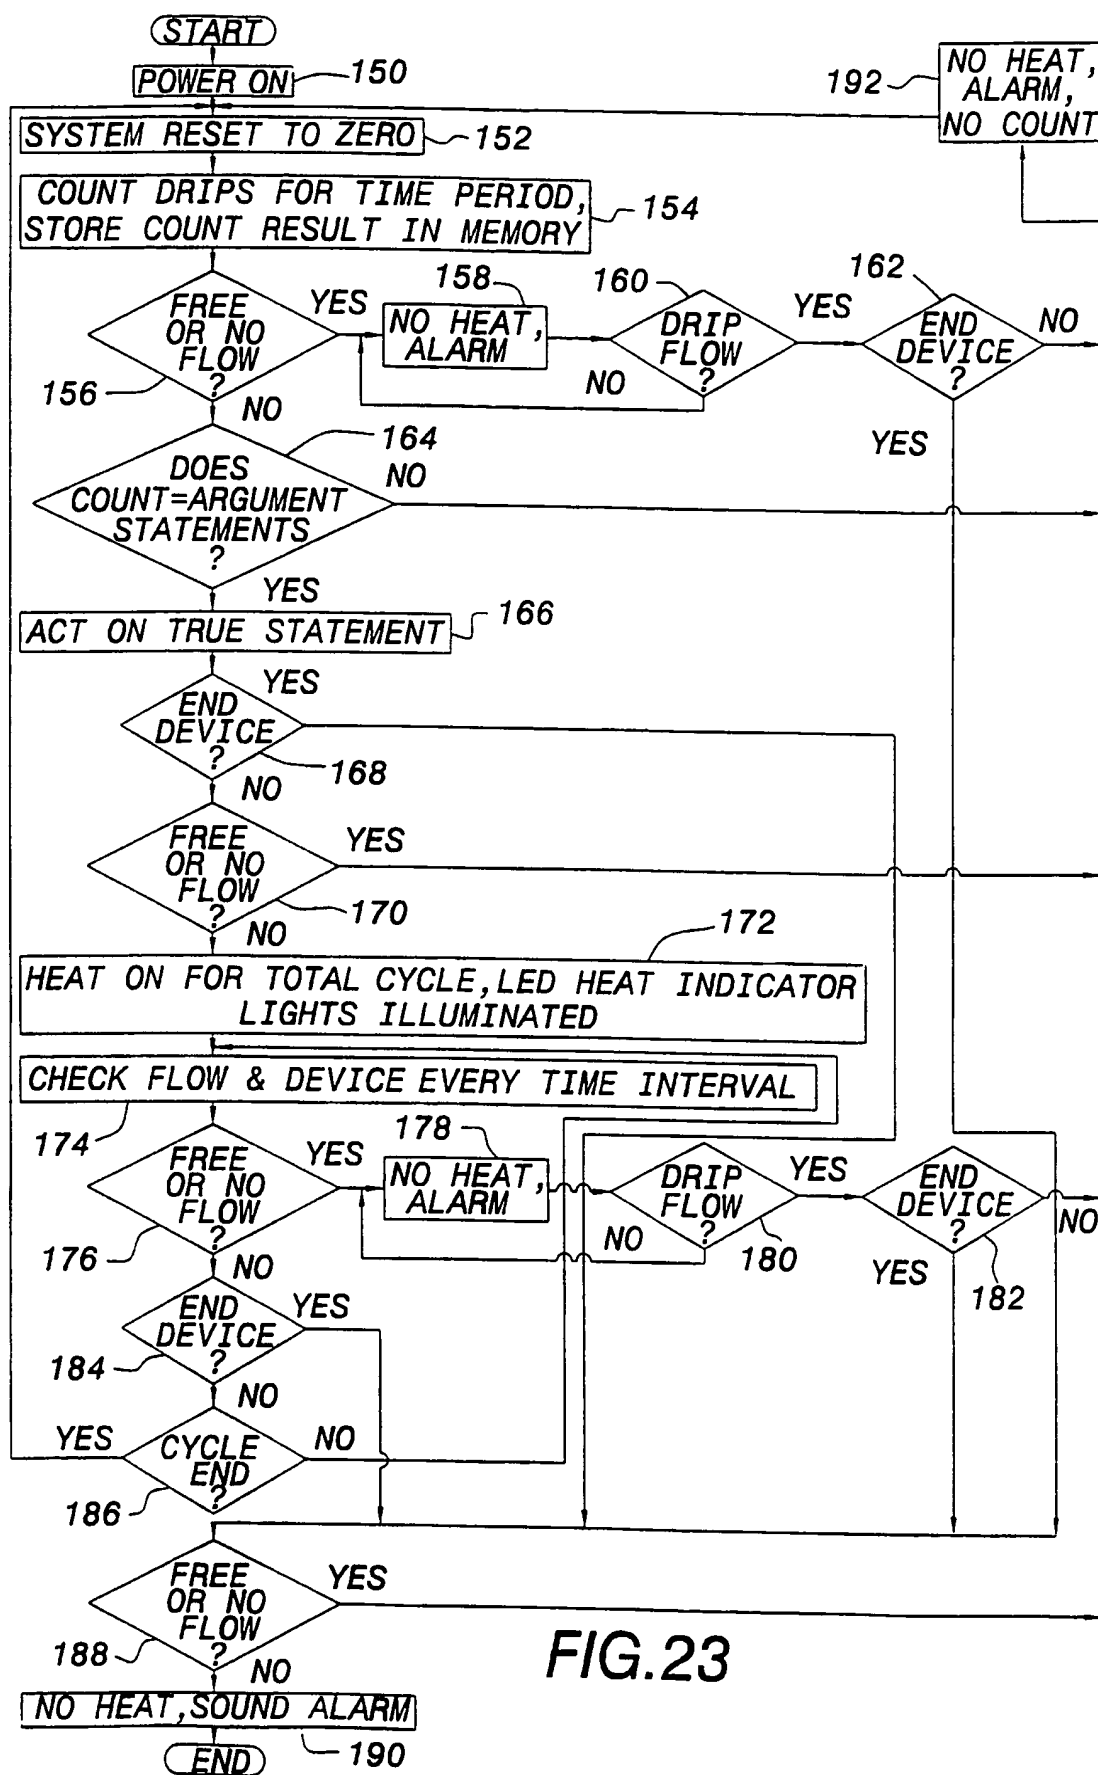 START
POWER ON
150
192
NO HEAT,
ALARM,
NO COUNT
SYSTEM RESET TO ZERO
152
COUNT DRIPS FOR TIME PERIOD,
STORE COUNT RESULT IN MEMORY
154
FREE
OR NO
FLOW
?
156
YES
NO
158
NO HEAT,
ALARM
160
DRIP
FLOW
?
YES
NO
162
END
DEVICE
?
NO
YES
164
DOES
COUNT=ARGUMENT
STATEMENTS
?
NO
YES
ACT ON TRUE STATEMENT
166
END
DEVICE
?
YES
168
NO
FREE
OR NO
FLOW
?
YES
170
NO
172
HEAT ON FOR TOTAL CYCLE,LED HEAT INDICATOR
LIGHTS ILLUMINATED
CHECK FLOW & DEVICE EVERY TIME INTERVAL
174
FREE
OR NO
FLOW
?
176
YES
NO
178
NO HEAT,
ALARM
DRIP
FLOW
?
180
YES
NO
END
DEVICE
?
182
NO
YES
END
DEVICE
?
184
YES
NO
CYCLE
END
?
186
YES
NO
FREE
OR NO
FLOW
?
188
YES
NO
NO HEAT,SOUND ALARM
190
END
FIG.23